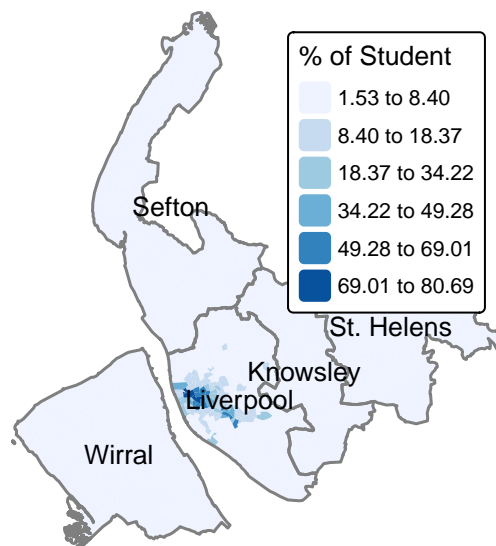 % of Student
1.53 to 8.40
8.40 to 18.37
18.37 to 34.22
34.22 to 49.28
49.28 to 69.01
69.01 to 80.69
Sefton
St. Helens
Knowsley
Liverpool
Wirral